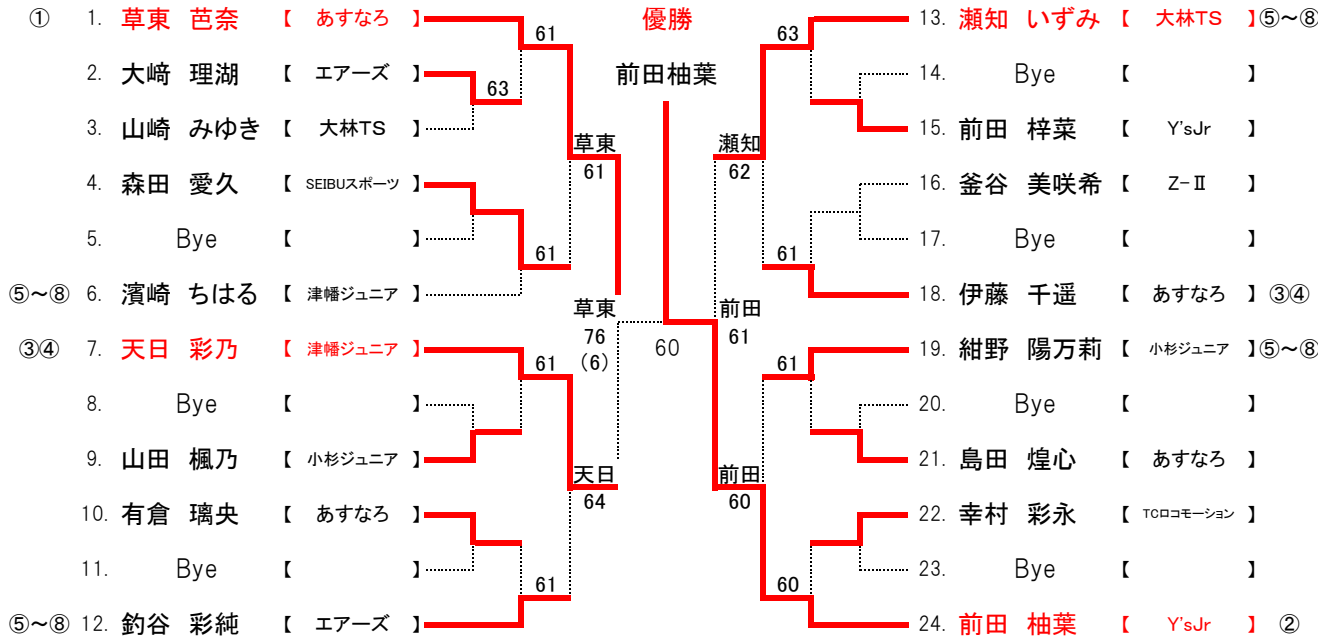 優勝
前田柚葉
① 1. 草東 芭奈 【 あすなろ 】
2. 大﨑 理湖 【 エアーズ 】
3. 山崎 みゆき 【 大林TS 】
4. 森田 愛久 【 SEIBUスポーツ 】
5. Bye 【 】
⑤～⑧ 6. 濱崎 ちはる 【 津幡ジュニア 】
③④ 7. 天日 彩乃 【 津幡ジュニア 】
8. Bye 【 】
9. 山田 楓乃 【 小杉ジュニア 】
10. 有倉 璃央 【 あすなろ 】
11. Bye 【 】
⑤～⑧ 12. 釣谷 彩純 【 エアーズ 】
61
63
草東
61
61
草東
76
(6)
61
天日
64
61
60
63
瀬知
62
61
前田
61
61
前田
60
60
13. 瀬知 いずみ 【 大林TS 】 ⑤～⑧
14. Bye 【 】
15. 前田 梓菜 【 Y'sJr 】
16. 釜谷 美咲希 【 Z-Ⅱ 】
17. Bye 【 】
18. 伊藤 千遥 【 あすなろ 】 ③④
19. 紺野 陽万莉 【 小杉ジュニア 】 ⑤～⑧
20. Bye 【 】
21. 島田 煌心 【 あすなろ 】
22. 幸村 彩永 【 TCロコモーション 】
23. Bye 【 】
24. 前田 柚葉 【 Y'sJr 】 ②